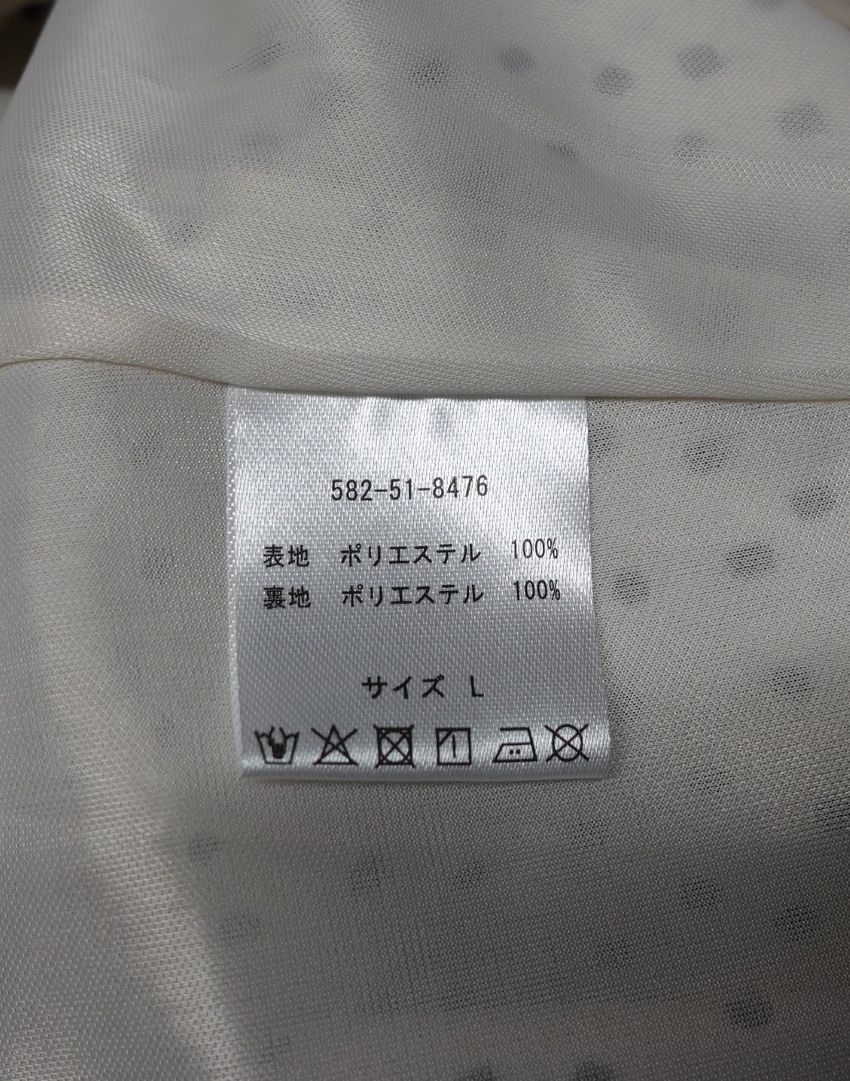 582-51-8476
表地 ポリエステル 100%
裏地 ポリエステル 100%
サイズ L